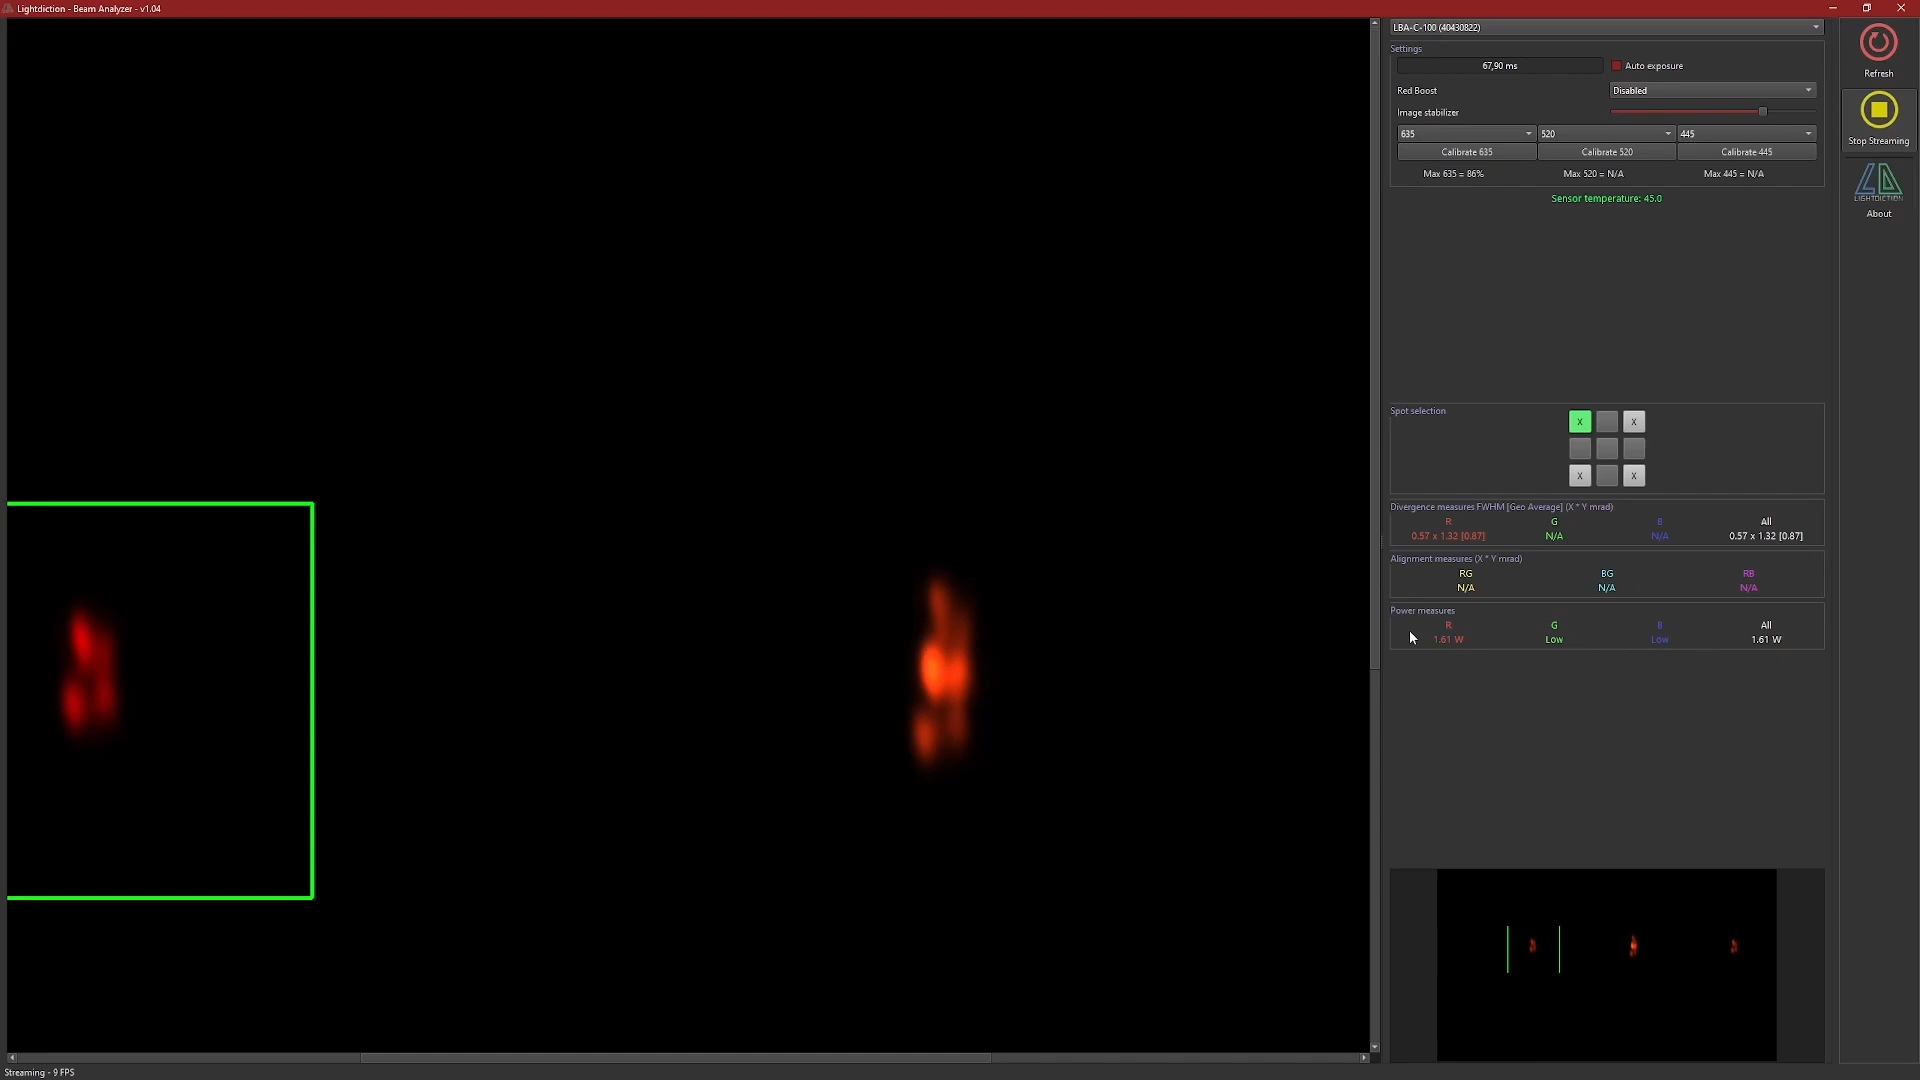 Lightdiction - Beam Analyzer - v1.04
LBA-C-100 (40430822)
Settings
67,90 ms
Auto exposure
Red Boost
Disabled
Image stabilizer
635
520
445
Calibrate 635
Calibrate 520
Calibrate 445
Max 635 = 86%
Max 520 = N/A
Max 445 = N/A
Sensor temperature: 45.0
Refresh
Stop Streaming
LIGHTDICTION
About
Spot selection
X
X
X
X
Divergence measures FWHM [Geo Average] (X * Y mrad)
R
G
B
All
0.57 x 1.32 [0.87]
N/A
N/A
0.57 x 1.32 [0.87]
Alignment measures (X * Y mrad)
RG
BG
RB
N/A
N/A
N/A
Power measures
R
G
B
All
1.61 W
Low
Low
1.61 W
Streaming - 9 FPS